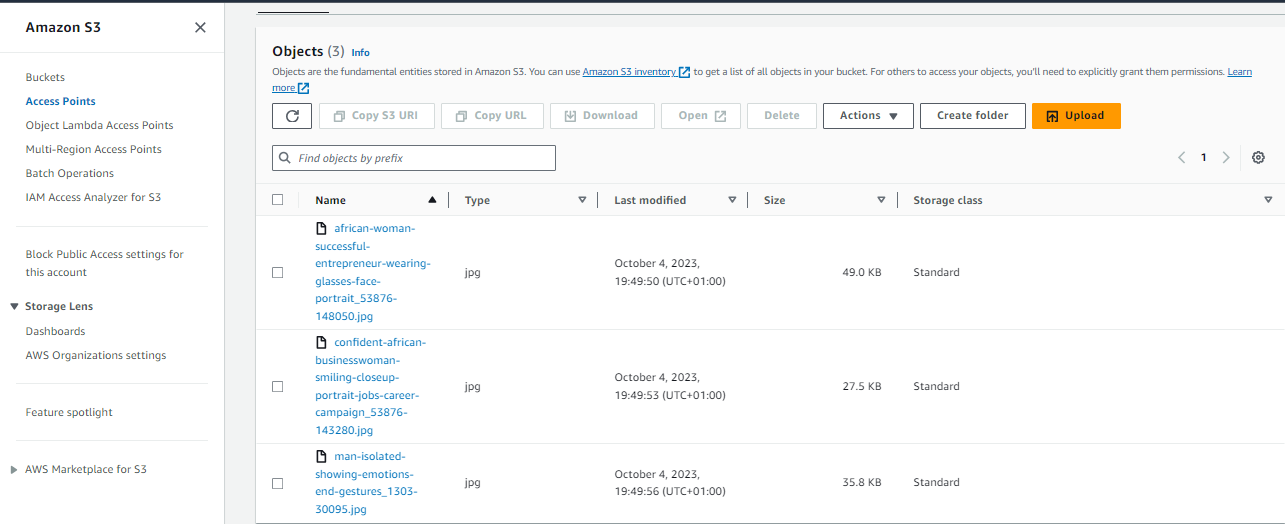 Amazon S3
Buckets
Access Points
Object Lambda Access Points
Multi-Region Access Points
Batch Operations
IAM Access Analyzer for S3
Block Public Access settings for
this account
Storage Lens
Dashboards
AWS Organizations settings
Feature spotlight
AWS Marketplace for S3
Objects (3) Info
Objects are the fundamental entities stored in Amazon S3. You can use Amazon S3 inventory to get a list of all objects in your bucket. For others to access your objects, you'll need to explicitly grant them permissions. Learn
more
Copy S3 URI Copy URL Download Open Delete Actions Create folder Upload
Find objects by prefix
1
Name Type Last modified Size Storage class
african-woman-
successful-
entrepreneur-wearing-
glasses-face-
portrait_53876-
148050.jpg
jpg
October 4, 2023,
19:49:50 (UTC+01:00)
49.0 KB
Standard
confident-african-
businesswoman-
smiling-closeup-
portrait-jobs-career-
campaign_53876-
143280.jpg
jpg
October 4, 2023,
19:49:53 (UTC+01:00)
27.5 KB
Standard
man-isolated-
showing-emotions-
end-gestures_1303-
30095.jpg
jpg
October 4, 2023,
19:49:56 (UTC+01:00)
35.8 KB
Standard